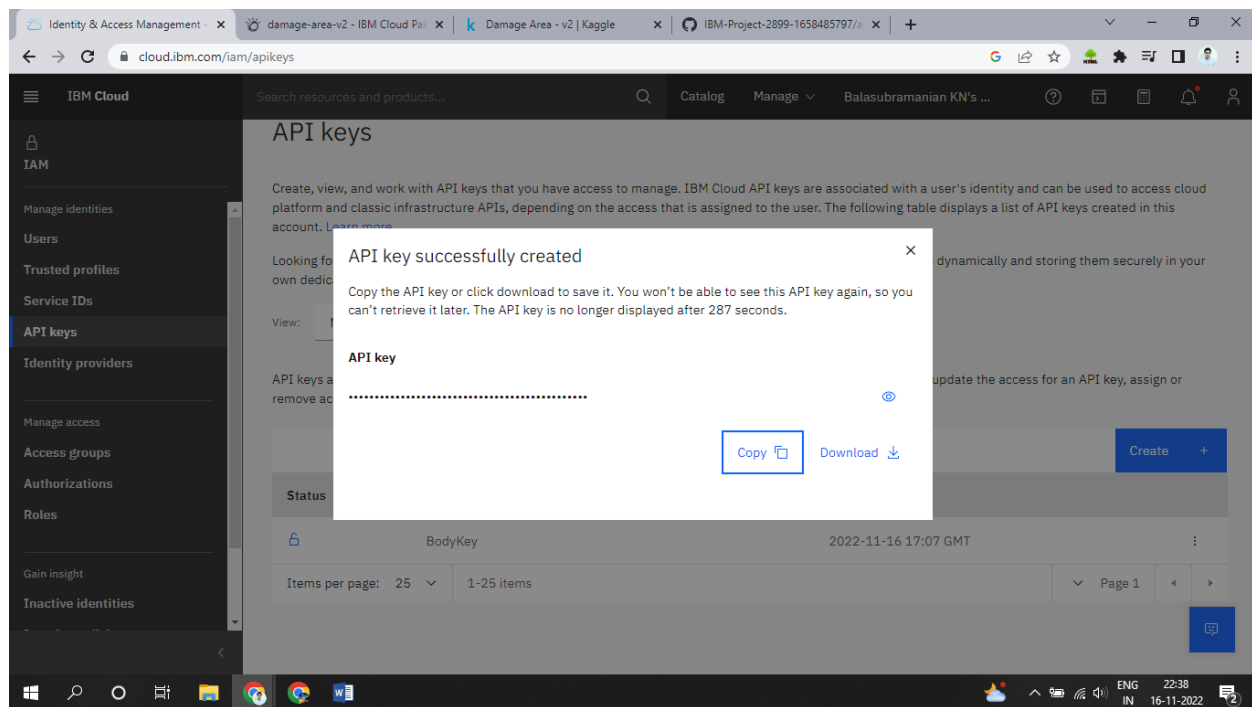 Identity & Access Management -
damage-area-v2 - IBM Cloud Pak
Damage Area - v2 | Kaggle
IBM-Project-2899-1658485797/a
cloud.ibm.com/iam/apikeys
IBM Cloud
Search resources and products...
Catalog
Manage
Balasubramanian KN's ...
IAM
Manage identities
Users
Trusted profiles
Service IDs
API keys
Identity providers
Manage access
Access groups
Authorizations
Roles
Gain insight
Inactive identities
API keys
Create, view, and work with API keys that you have access to manage. IBM Cloud API keys are associated with a user's identity and can be used to access cloud
platform and classic infrastructure APIs, depending on the access that is assigned to the user. The following table displays a list of API keys created in this
account. Learn more
Looking fo
dynamically and storing them securely in your
own dedic
View:
API keys a
update the access for an API key, assign or
remove ac
API key successfully created
Copy the API key or click download to save it. You won't be able to see this API key again, so you
can't retrieve it later. The API key is no longer displayed after 287 seconds.
API key
Copy
Download
Create +
Status
BodyKey
2022-11-16 17:07 GMT
Items per page: 25
1-25 items
Page 1
ENG
IN
22:38
16-11-2022
2